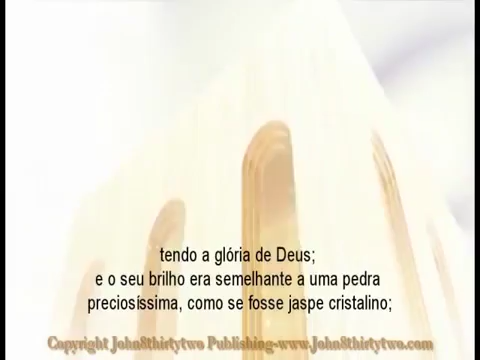 tendo a glória de Deus;
e o seu brilho era semelhante a uma pedra
preciosíssima, como se fosse jaspe cristalino;
Copyright John8thirtytwo Publishing-www.John8thirtytwo.com